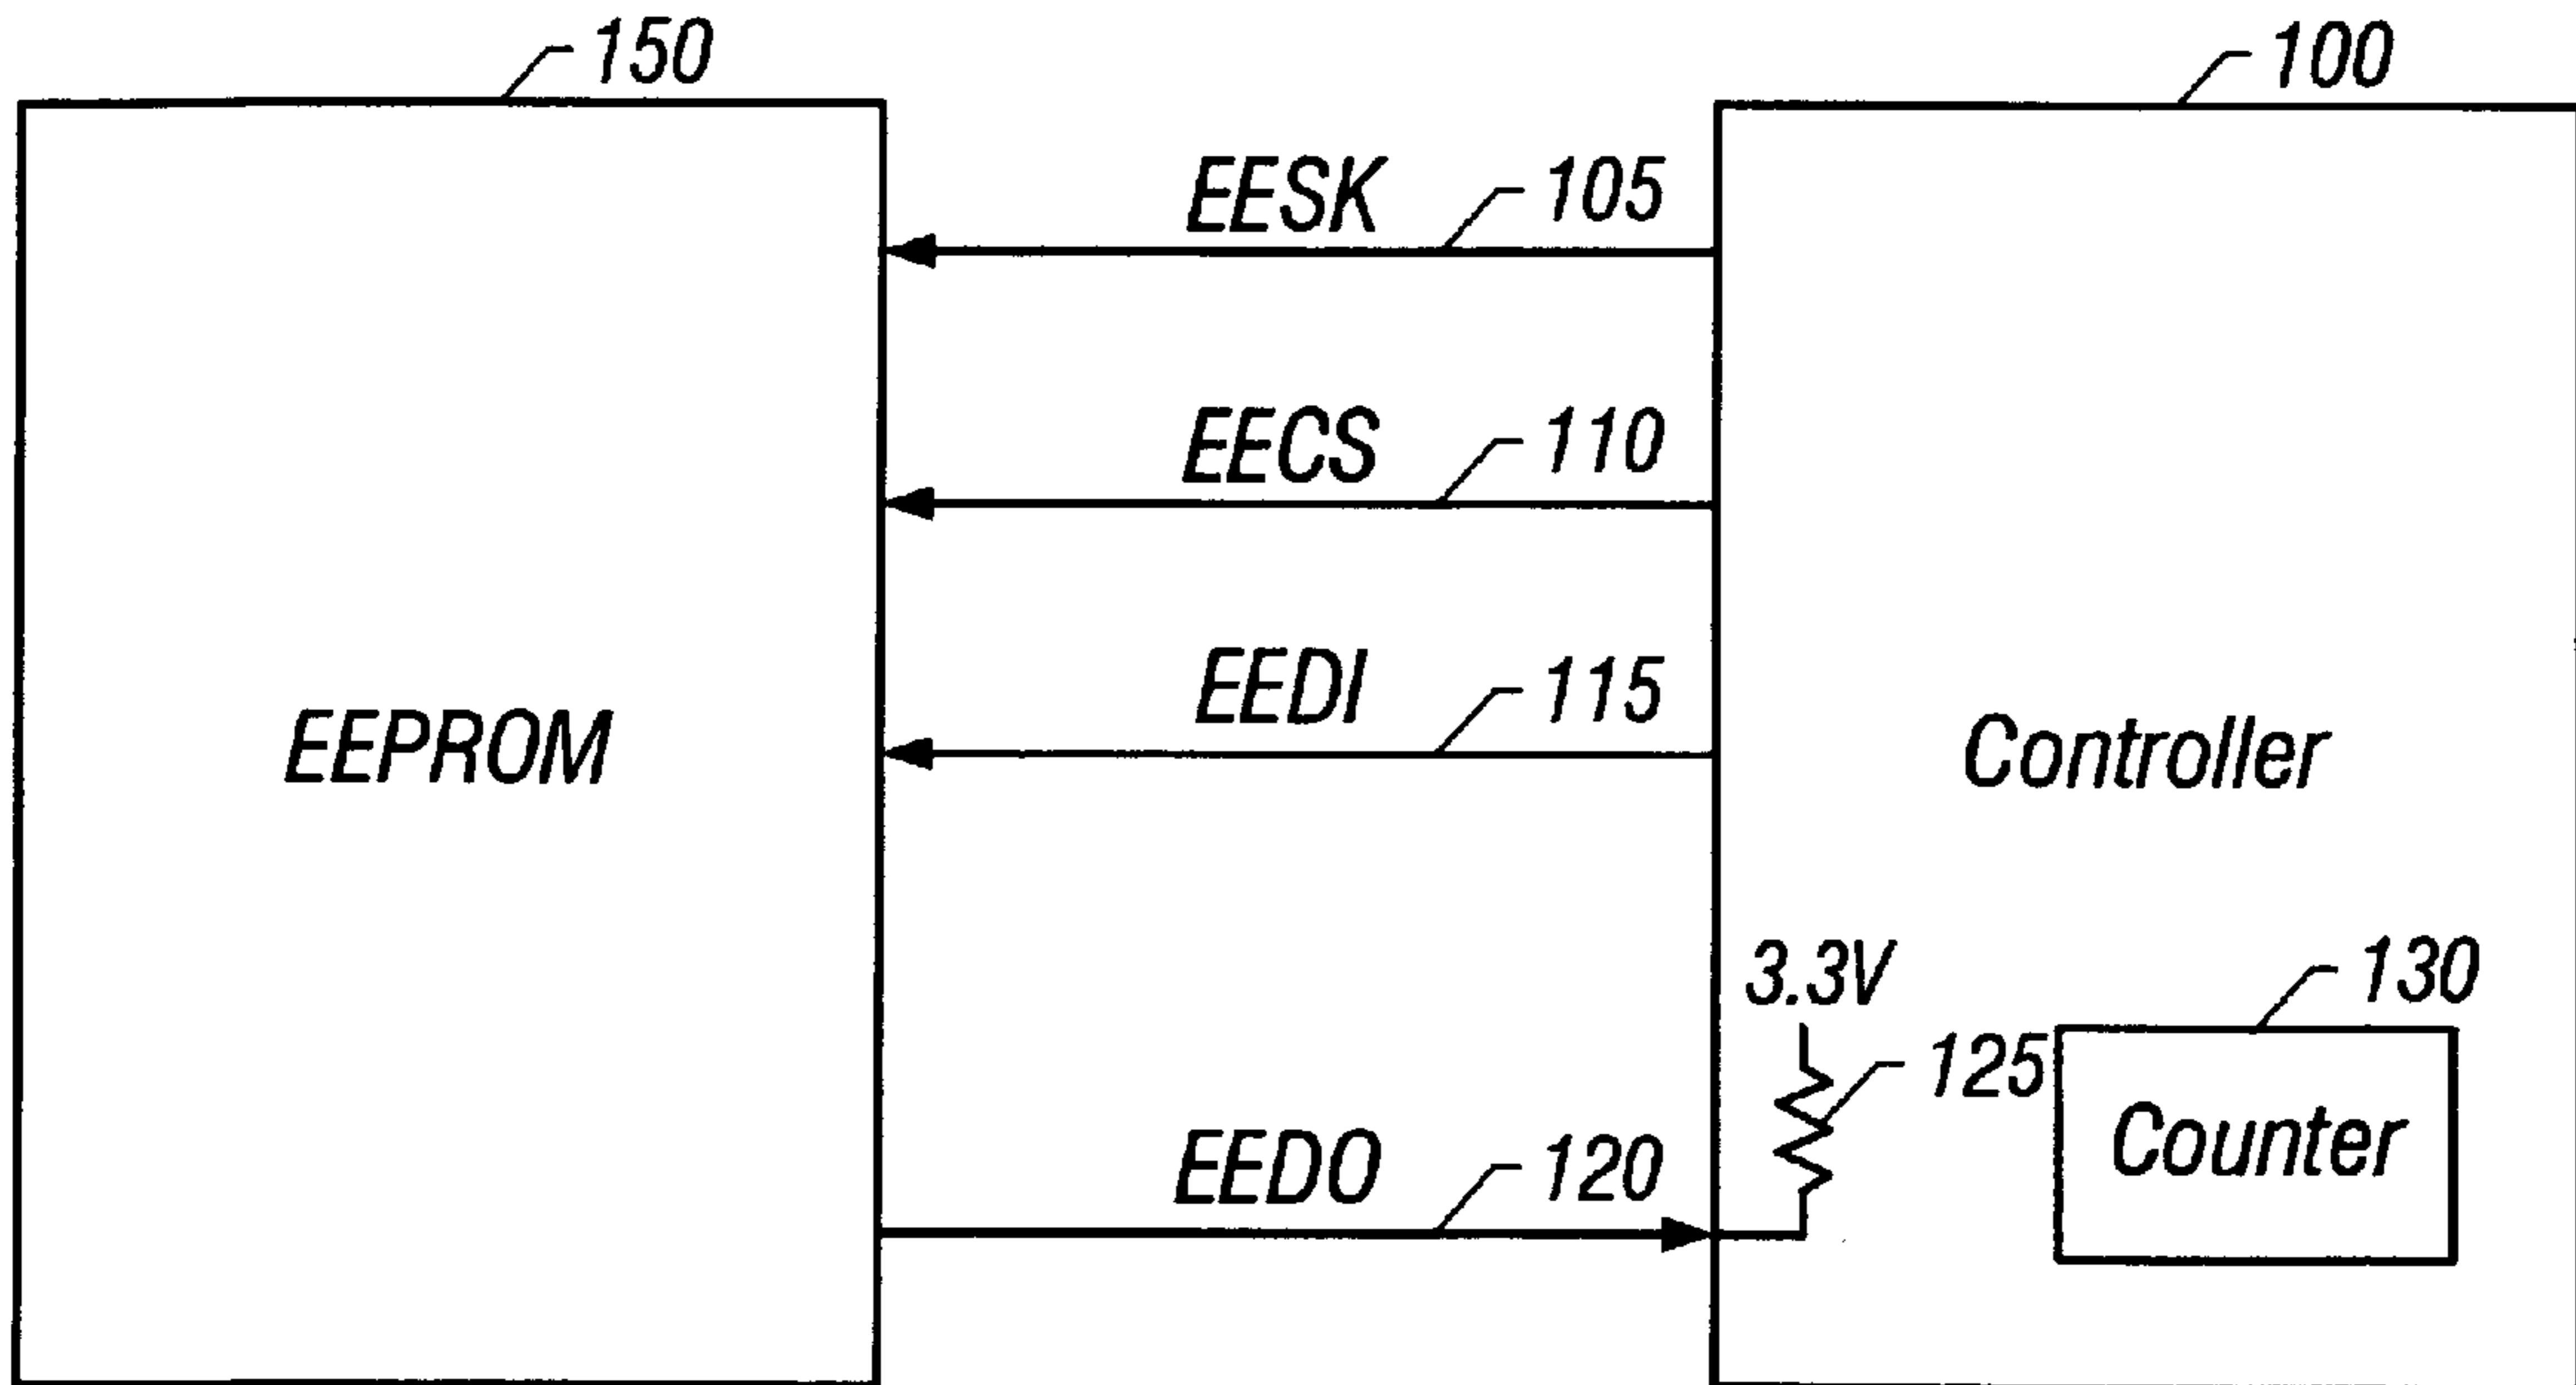 150
100
EESK
105
EECS
110
EEDI
115
EEPROM
Controller
3.3V
130
125
Counter
EEDO
120